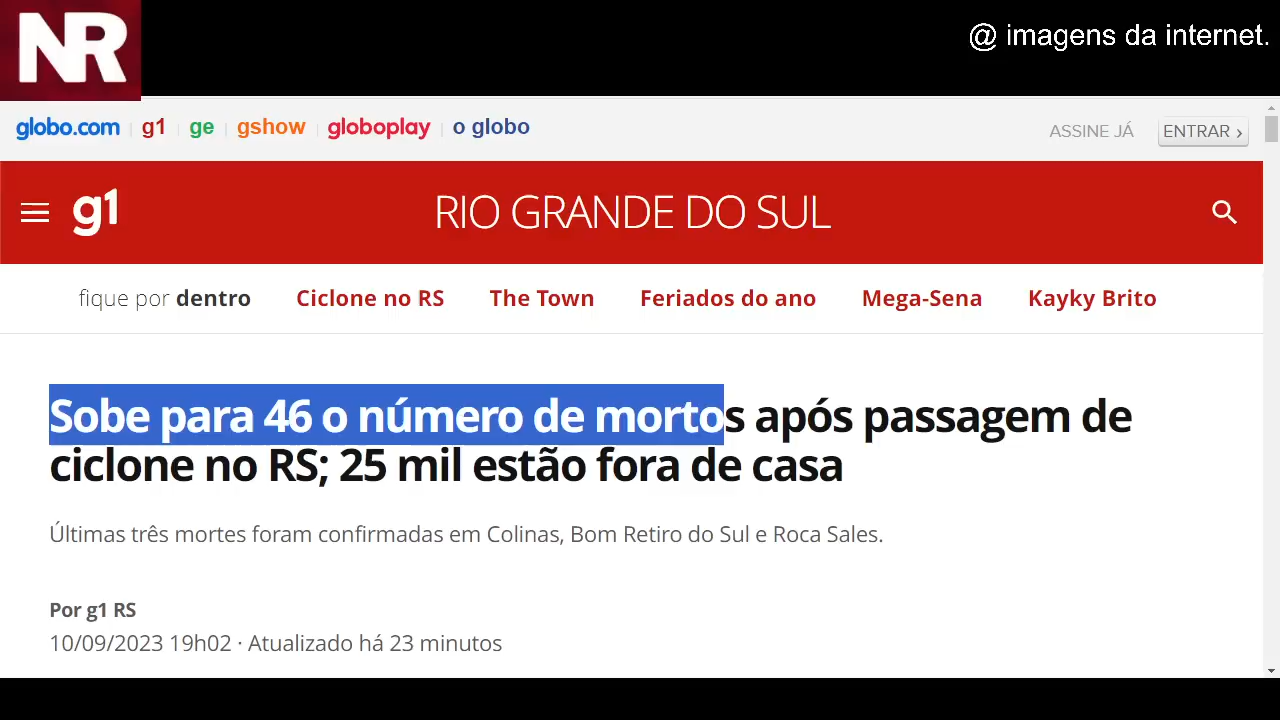 NR
@ imagens da internet.
globo.com g1 ge gshow globoplay o globo
ASSINE JÁ ENTRAR ›
g1 RIO GRANDE DO SUL
fique por dentro Ciclone no RS The Town Feriados do ano Mega-Sena Kayky Brito
Sobe para 46 o número de mortos após passagem de
ciclone no RS; 25 mil estão fora de casa
Últimas três mortes foram confirmadas em Colinas, Bom Retiro do Sul e Roca Sales.
Por g1 RS
10/09/2023 19h02 · Atualizado há 23 minutos